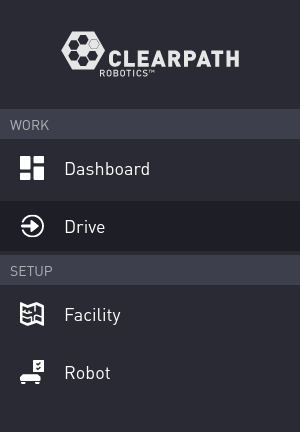 CLEARPATH
ROBOTICS™
WORK
Dashboard
Drive
SETUP
Facility
Robot